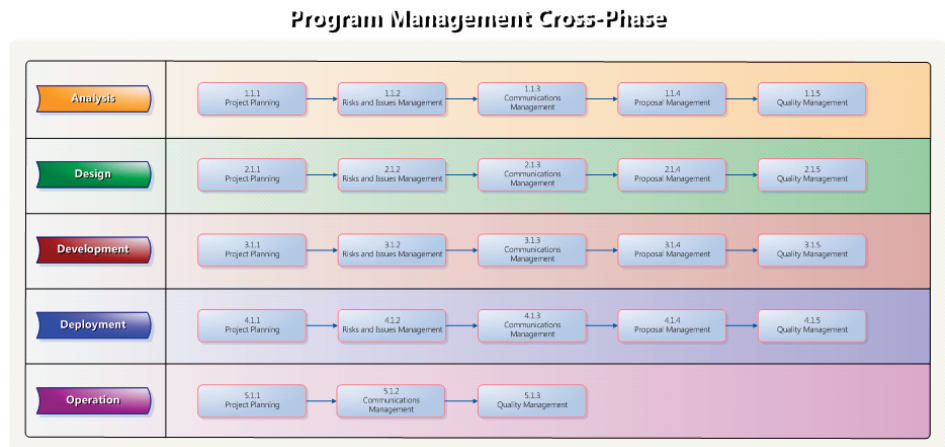 Program Management Cross-Phase
Analysis
1.1.1
Project Planning
1.1.2
Risks and Issues Management
1.1.3
Communications
Management
1.1.4
Proposal Management
1.1.5
Quality Management
Design
2.1.1
Project Planning
2.1.2
Risks and Issues Management
2.1.3
Communications
Management
2.1.4
Proposal Management
2.1.5
Quality Management
Development
3.1.1
Project Planning
3.1.2
Risks and Issues Management
3.1.3
Communications
Management
3.1.4
Proposal Management
3.1.5
Quality Management
Deployment
4.1.1
Project Planning
4.1.2
Risks and Issues Management
4.1.3
Communications
Management
4.1.4
Proposal Management
4.1.5
Quality Management
Operation
5.1.1
Project Planning
5.1.2
Communications
Management
5.1.3
Quality Management